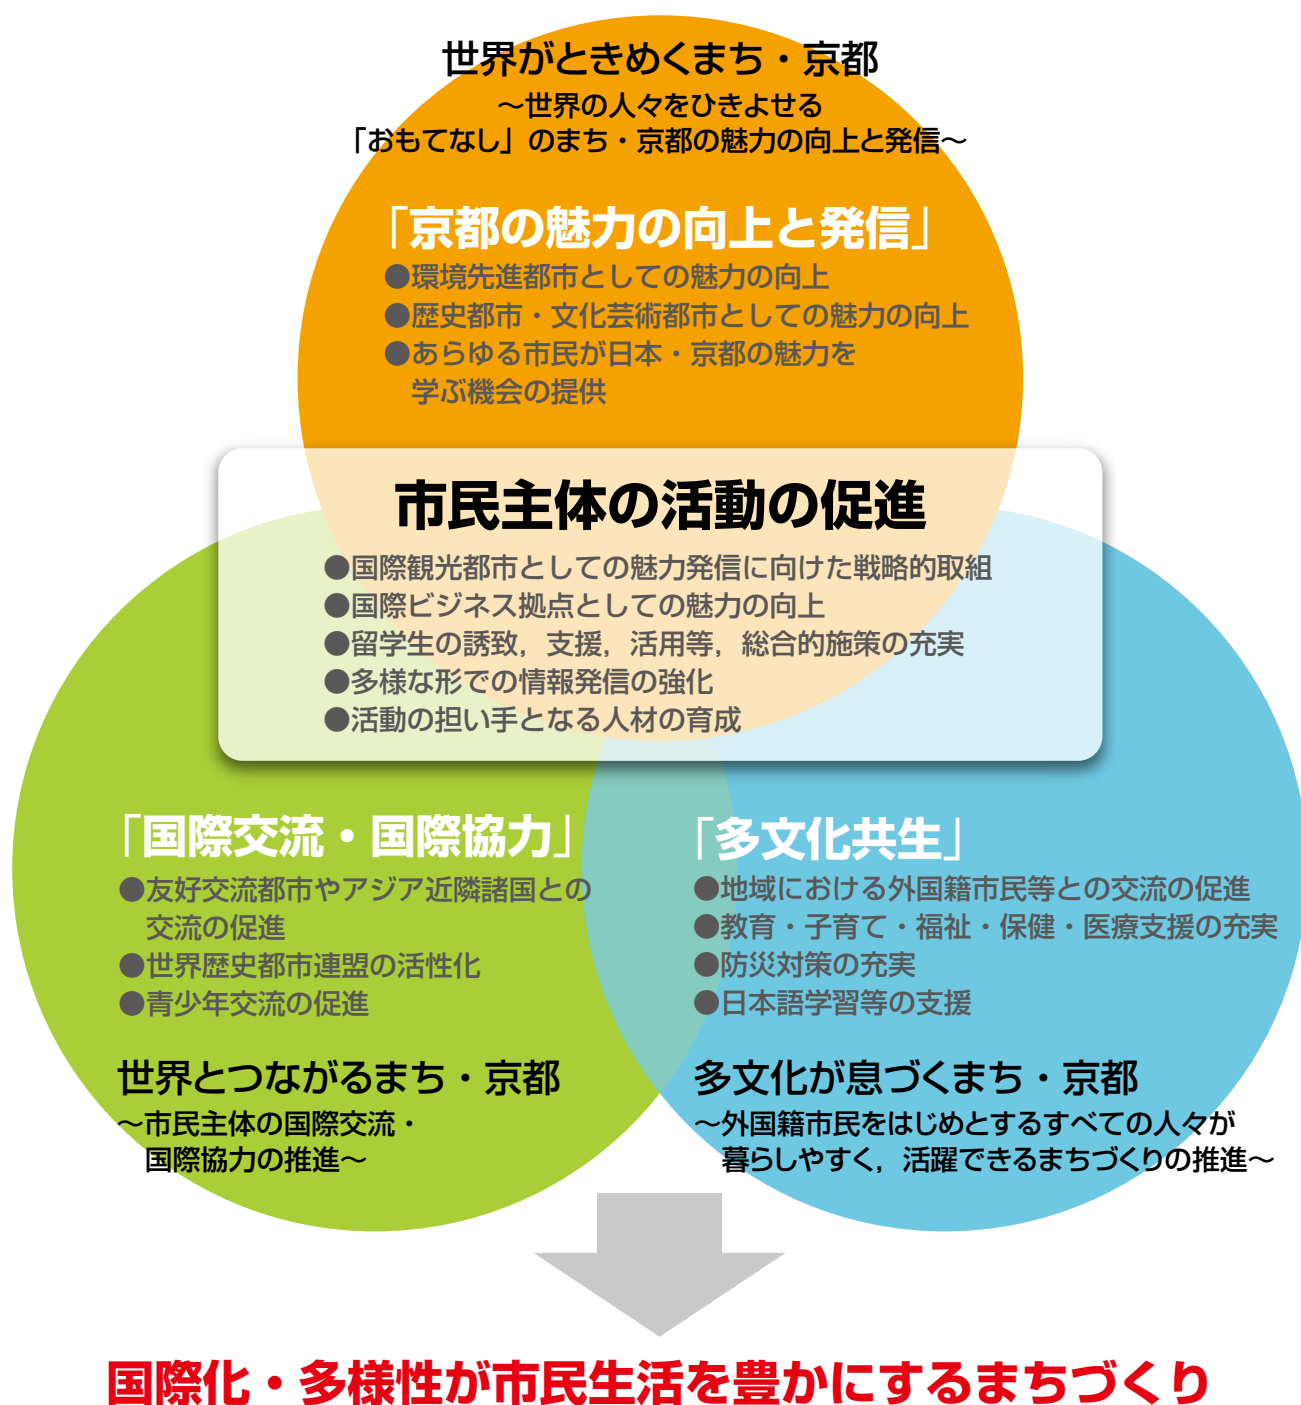 世界がときめくまち・京都
～世界の人々をひきよせる
「おもてなし」のまち・京都の魅力の向上と発信～
「京都の魅力の向上と発信」
●環境先進都市としての魅力の向上
●歴史都市・文化芸術都市としての魅力の向上
●あらゆる市民が日本・京都の魅力を
学ぶ機会の提供
市民主体の活動の促進
●国際観光都市としての魅力発信に向けた戦略的取組
●国際ビジネス拠点としての魅力の向上
●留学生の誘致，支援，活用等，総合的施策の充実
●多様な形での情報発信の強化
●活動の担い手となる人材の育成
「国際交流・国際協力」
●友好交流都市やアジア近隣諸国との
交流の促進
●世界歴史都市連盟の活性化
●青少年交流の促進
世界とつながるまち・京都
～市民主体の国際交流・
国際協力の推進～
「多文化共生」
●地域における外国籍市民等との交流の促進
●教育・子育て・福祉・保健・医療支援の充実
●防災対策の充実
●日本語学習等の支援
多文化が息づくまち・京都
～外国籍市民をはじめとするすべての人々が
暮らしやすく，活躍できるまちづくりの推進～
国際化・多様性が市民生活を豊かにするまちづくり